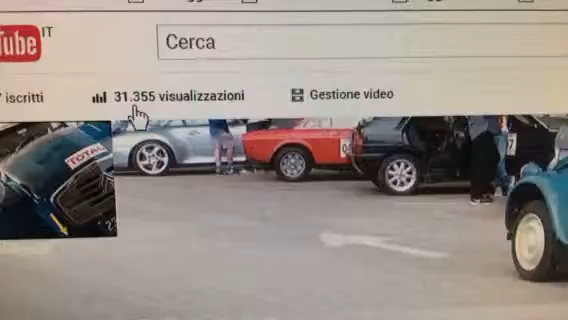 Tube IT
Cerca
iscritti
31.355 visualizzazioni
Gestione video
TOTAL